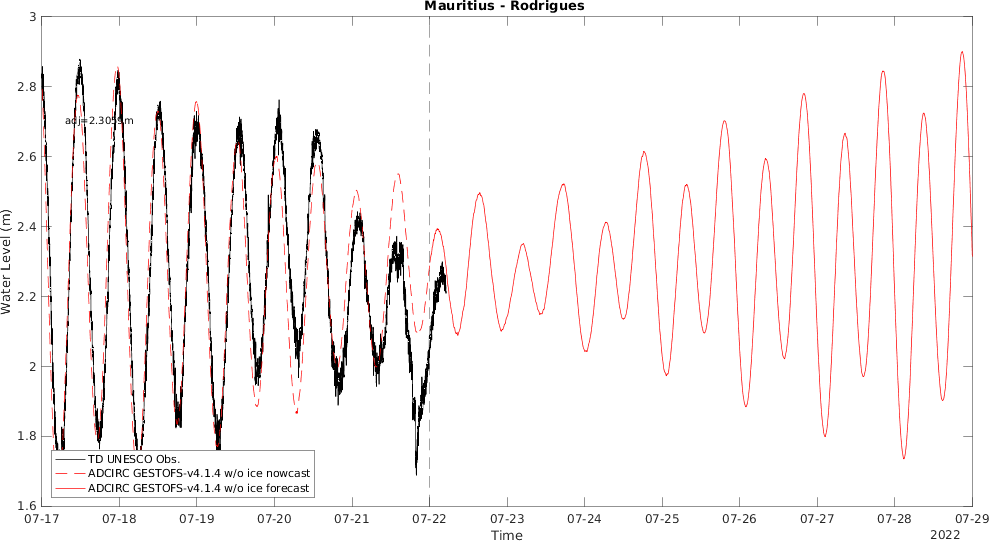 Mauritius - Rodrigues
3
2.8
2.6
2.4
2.2
2
1.8
1.6
Water Level (m)
adj=2.3059m
TD UNESCO Obs.
ADCIRC GESTOFS-v4.1.4 w/o ice nowcast
ADCIRC GESTOFS-v4.1.4 w/o ice forecast
07-17 07-18 07-19 07-20 07-21 07-22 07-23 07-24 07-25 07-26 07-27 07-28 07-29
Time
2022